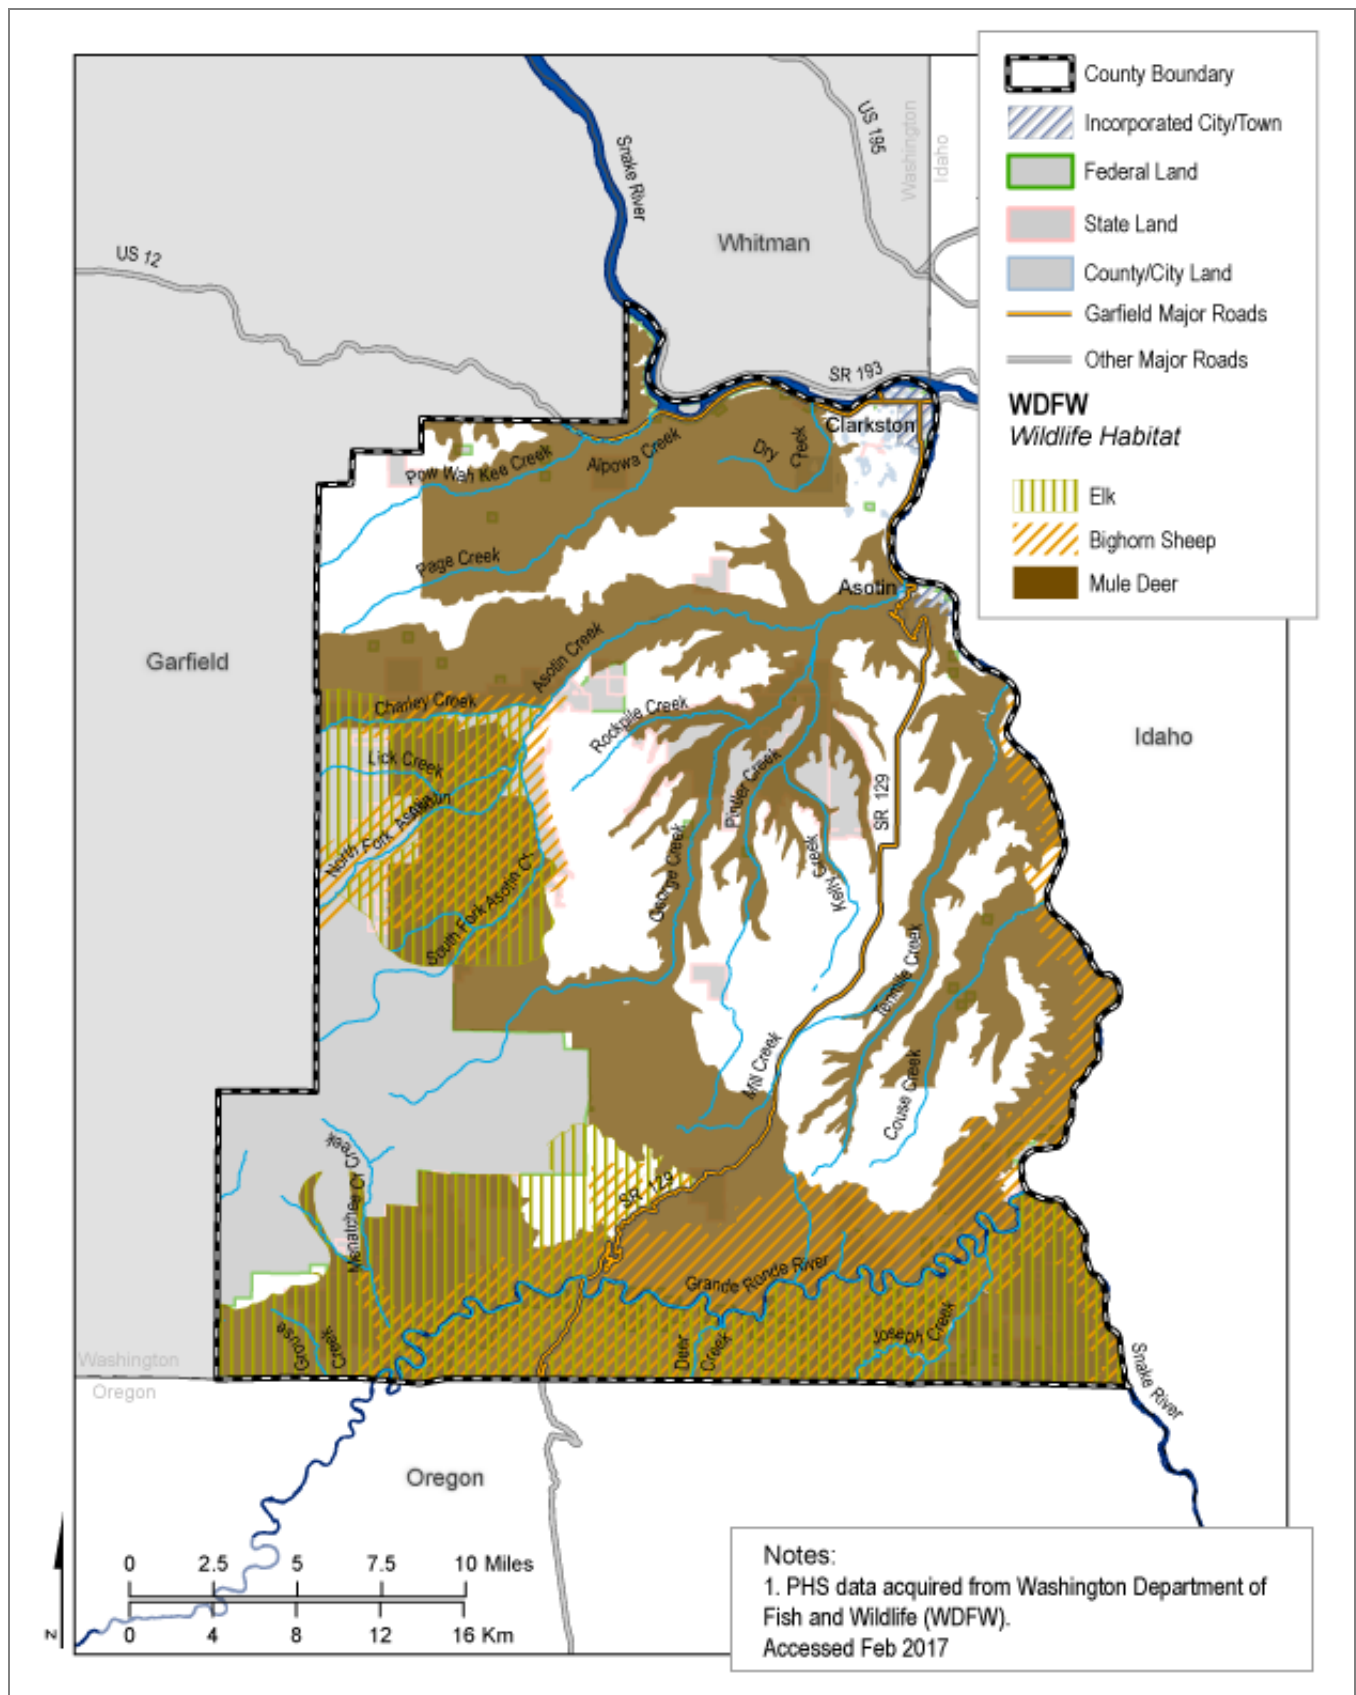 County Boundary
Incorporated City/Town
Federal Land
State Land
County/City Land
Garfield Major Roads
Other Major Roads
WDFW
Wildlife Habitat
Elk
Bighorn Sheep
Mule Deer
US 195
Washington
Idaho
Snake River
Whitman
US 12
SR 193
Clarkston
Alpowa Creek
Dry
Creek
Pow Wah Kee Creek
Page Creek
Asotin
Garfield
Asotin Creek
Charley Creek
Rockpile Creek
Idaho
Lick Creek
Pintler Creek
SR 129
North Fork Asotin
George Creek
Kelly Creek
South Fork Asotin Cr
Tenmile Creek
Mill Creek
Couse Creek
Menatchee Cr Creek
SR 129
Grande Ronde River
Grouse
Creek
Deer
Creek
Joseph Creek
Washington
Oregon
Snake River
Oregon
0 2.5 5 7.5 10 Miles
0 4 8 12 16 Km
N
Notes:
1. PHS data acquired from Washington Department of
Fish and Wildlife (WDFW).
Accessed Feb 2017